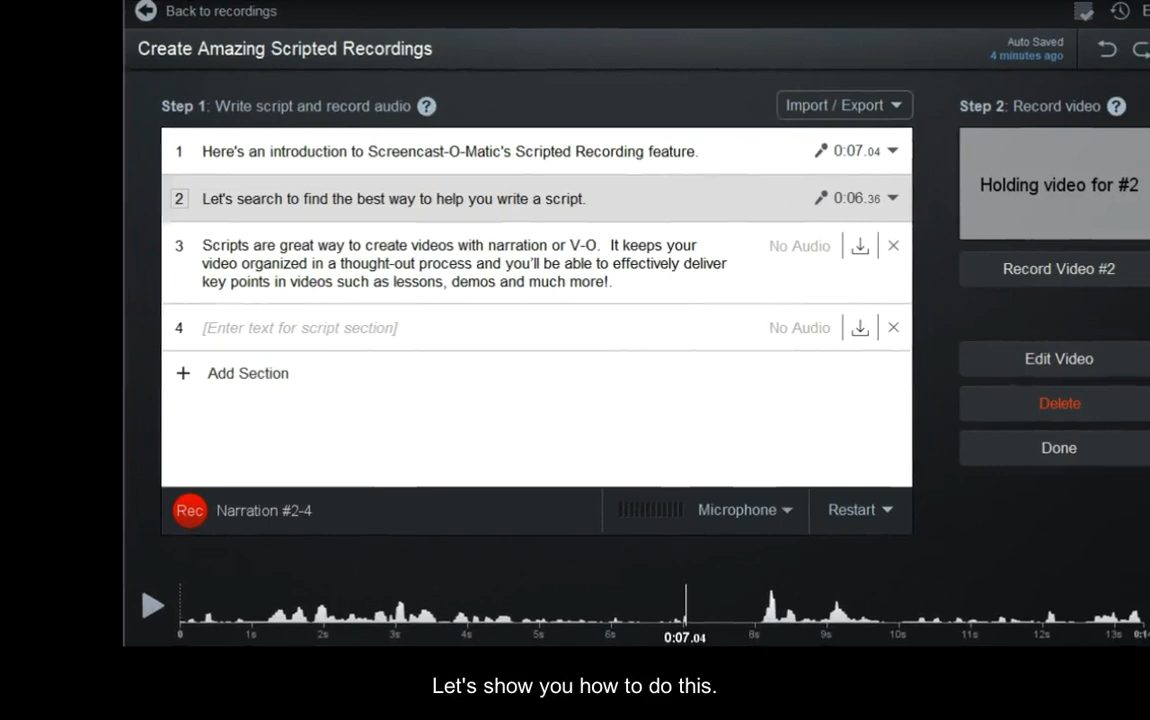 Back to recordings
Create Amazing Scripted Recordings
Auto Saved
4 minutes ago
Step 1: Write script and record audio ?
Import / Export
Step 2: Record video ?
1 Here's an introduction to Screencast-O-Matic's Scripted Recording feature. 0:07.04
2 Let's search to find the best way to help you write a script. 0:06.36
3 Scripts are great way to create videos with narration or V-O. It keeps your No Audio
video organized in a thought-out process and you'll be able to effectively deliver
key points in videos such as lessons, demos and much more!.
4 [Enter text for script section] No Audio
+ Add Section
Holding video for #2
Record Video #2
Edit Video
Delete
Done
Rec Narration #2-4
Microphone
Restart
0 1s 2s 3s 4s 5s 6s 0:07.04 8s 9s 10s 11s 12s 13s
Let's show you how to do this.